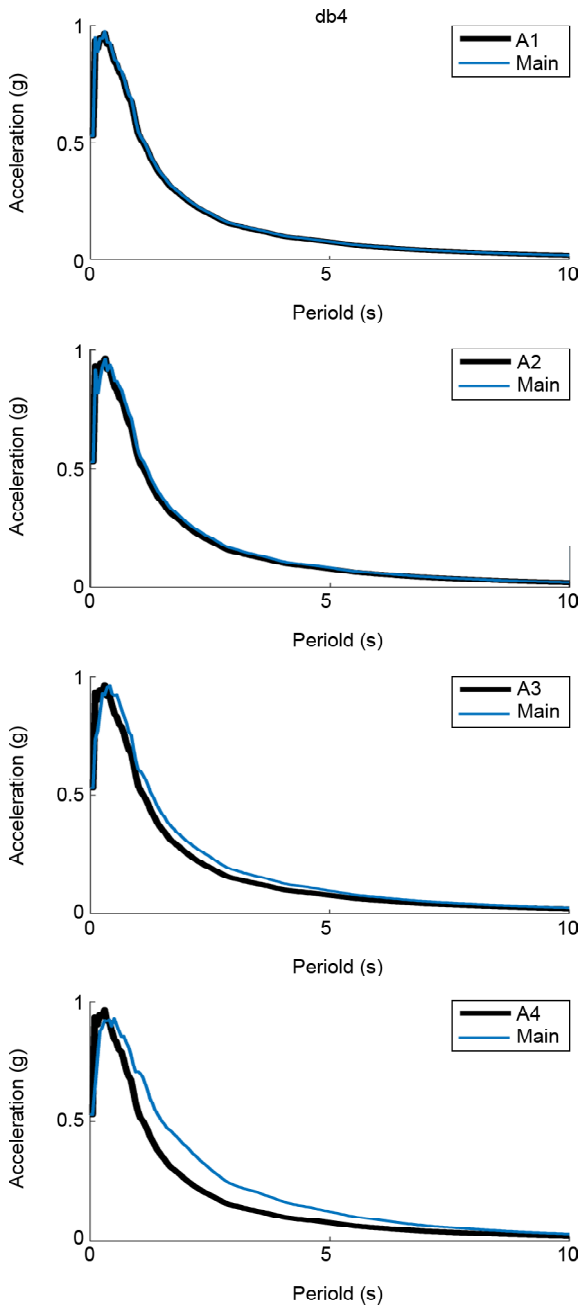 db4
A1
Main
1
0.5
0
0
5
10
Acceleration (g)
Periold (s)
A2
Main
1
0.5
0
0
5
10
Acceleration (g)
Periold (s)
A3
Main
1
0.5
0
0
5
10
Acceleration (g)
Periold (s)
A4
Main
1
0.5
0
0
5
10
Acceleration (g)
Periold (s)